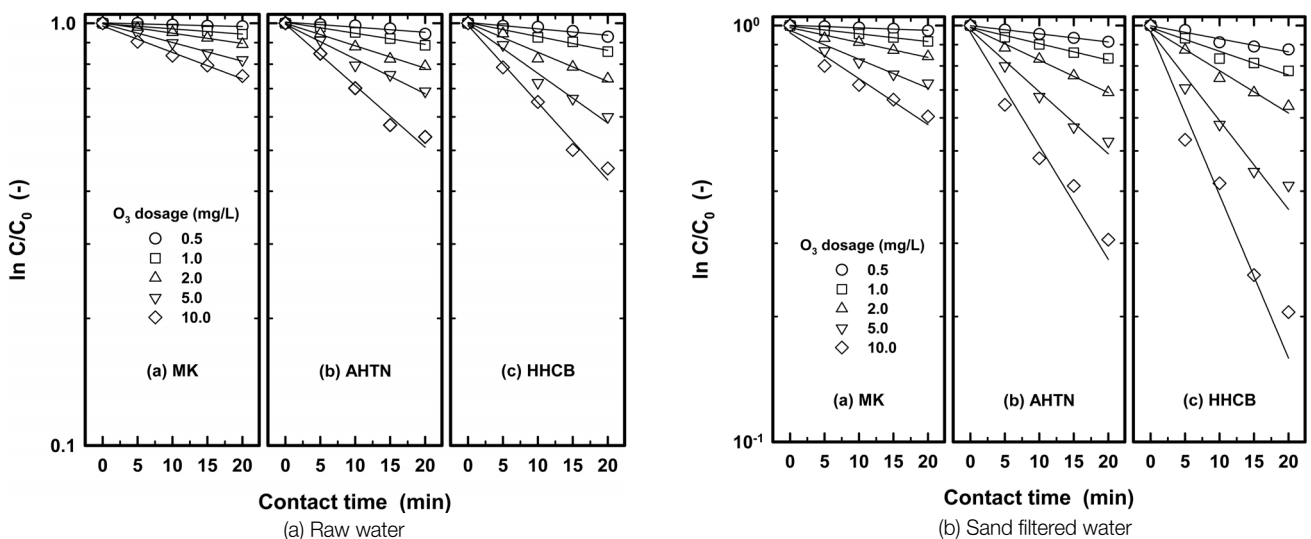 ln C/C0 (-)
1.0
0.1
O3 dosage (mg/L)
0.5
1.0
2.0
5.0
10.0
(a) MK
(b) AHTN
(c) HHCB
0 5 10 15 20
0 5 10 15 20
0 5 10 15 20
Contact time (min)
(a) Raw water
ln C/C0 (-)
10^0
10^-1
O3 dosage (mg/L)
0.5
1.0
2.0
5.0
10.0
(a) MK
(b) AHTN
(c) HHCB
0 5 10 15 20
0 5 10 15 20
0 5 10 15 20
Contact time (min)
(b) Sand filtered water